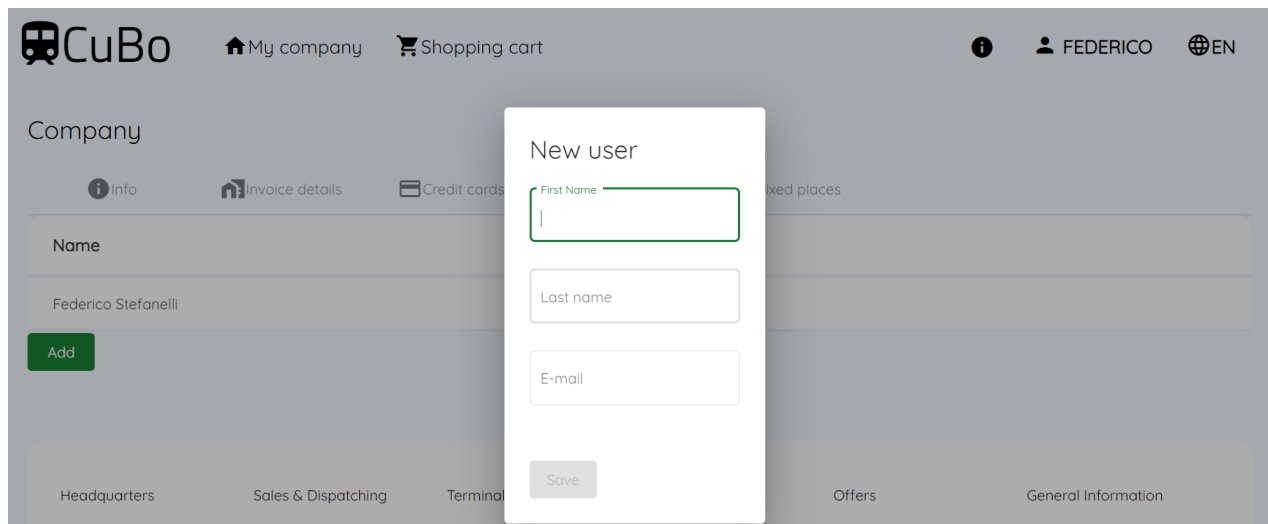 CuBo
My company
Shopping cart
FEDERICO
EN
Company
Info
Invoice details
Credit cards
ixed places
Name
Federico Stefanelli
Add
New user
First Name
Last name
E-mail
Save
Headquarters
Sales & Dispatching
Terminal
Offers
General Information